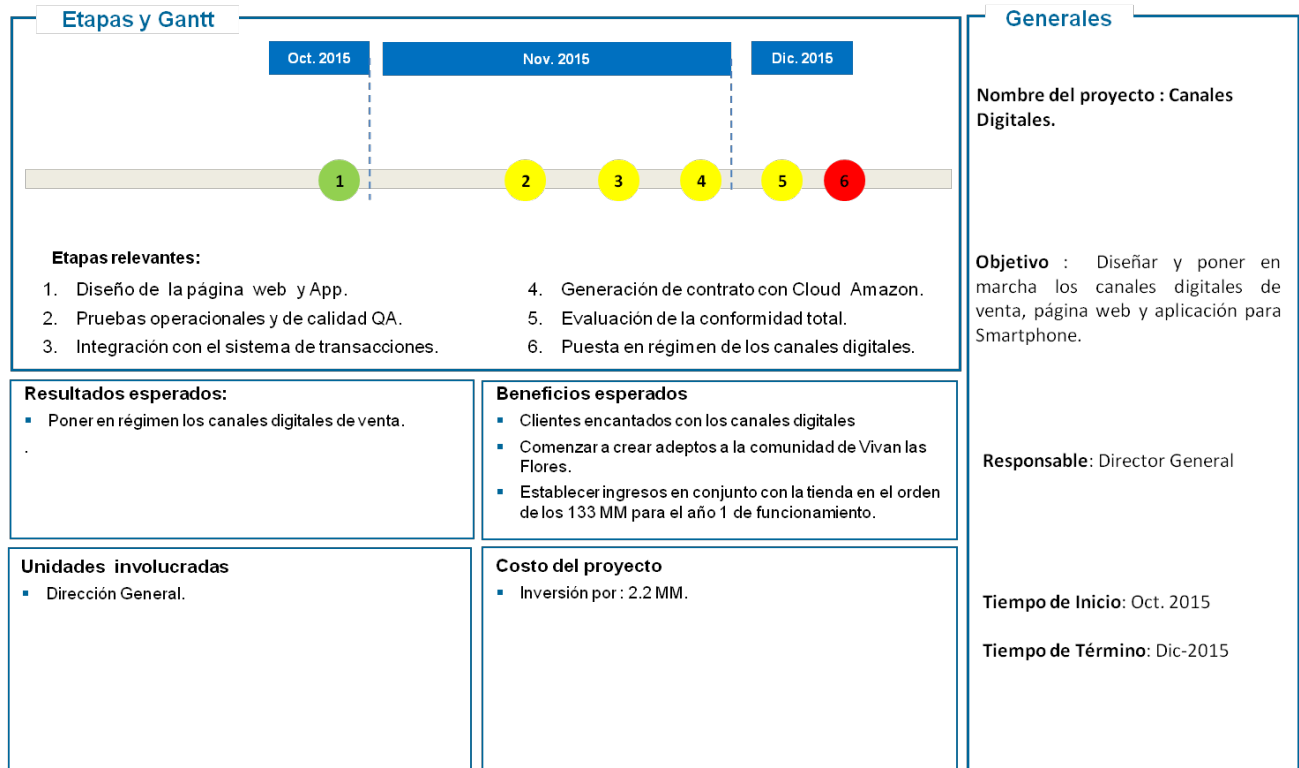 Etapas y Gantt
Oct. 2015
Nov. 2015
Dic. 2015
1
2
3
4
5
6
Etapas relevantes:
1. Diseño de la página web y App.
2. Pruebas operacionales y de calidad QA.
3. Integración con el sistema de transacciones.
4. Generación de contrato con Cloud Amazon.
5. Evaluación de la conformidad total.
6. Puesta en régimen de los canales digitales.
Resultados esperados:
▪ Poner en régimen los canales digitales de venta.
.
Beneficios esperados
▪ Clientes encantados con los canales digitales
▪ Comenzar a crear adeptos a la comunidad de Vivan las
Flores.
▪ Establecer ingresos en conjunto con la tienda en el orden
de los 133 MM para el año 1 de funcionamiento.
Unidades involucradas
▪ Dirección General.
Costo del proyecto
▪ Inversión por : 2.2 MM.
Generales
Nombre del proyecto : Canales
Digitales.
Objetivo : Diseñar y poner en
marcha los canales digitales de
venta, página web y aplicación para
Smartphone.
Responsable: Director General
Tiempo de Inicio: Oct. 2015
Tiempo de Término: Dic-2015